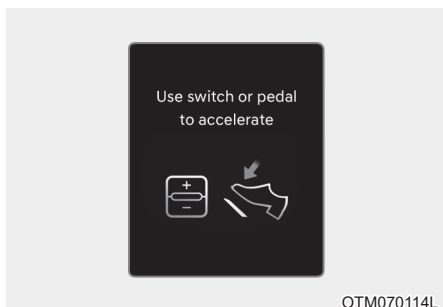 Use switch or pedal
to accelerate
+
−
OTM070114L